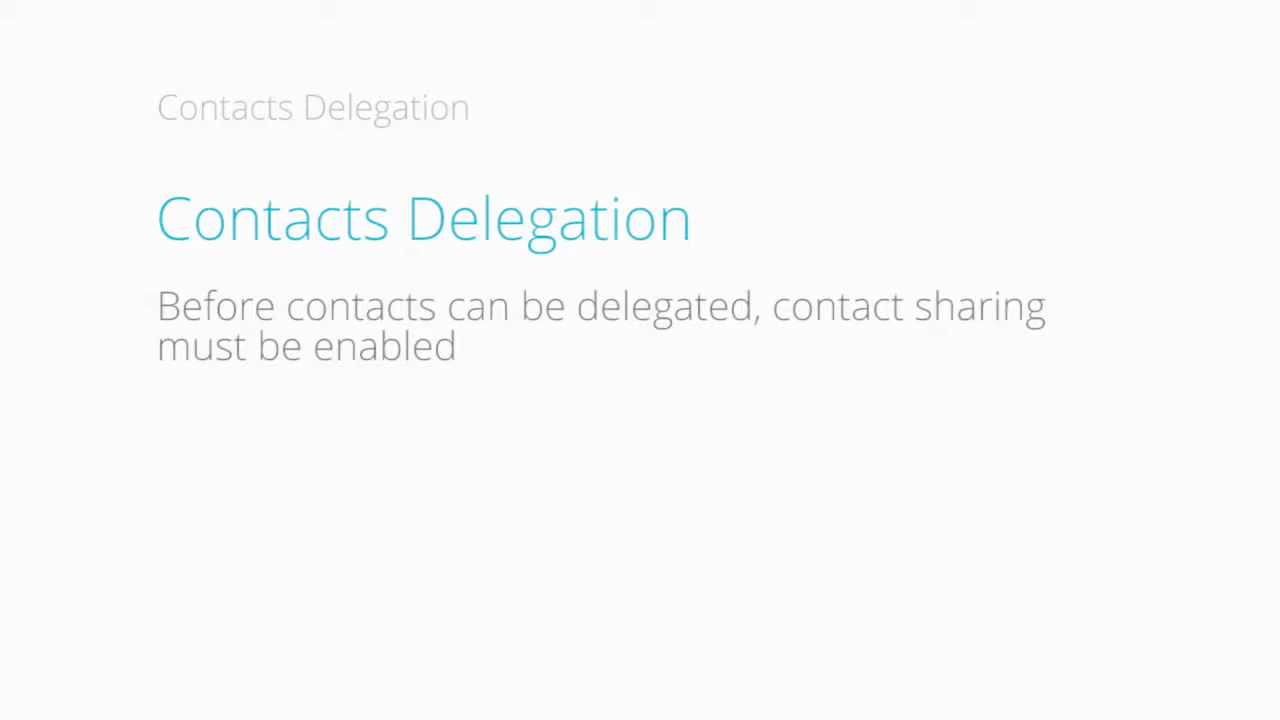 Contacts Delegation
Contacts Delegation
Before contacts can be delegated, contact sharing
must be enabled